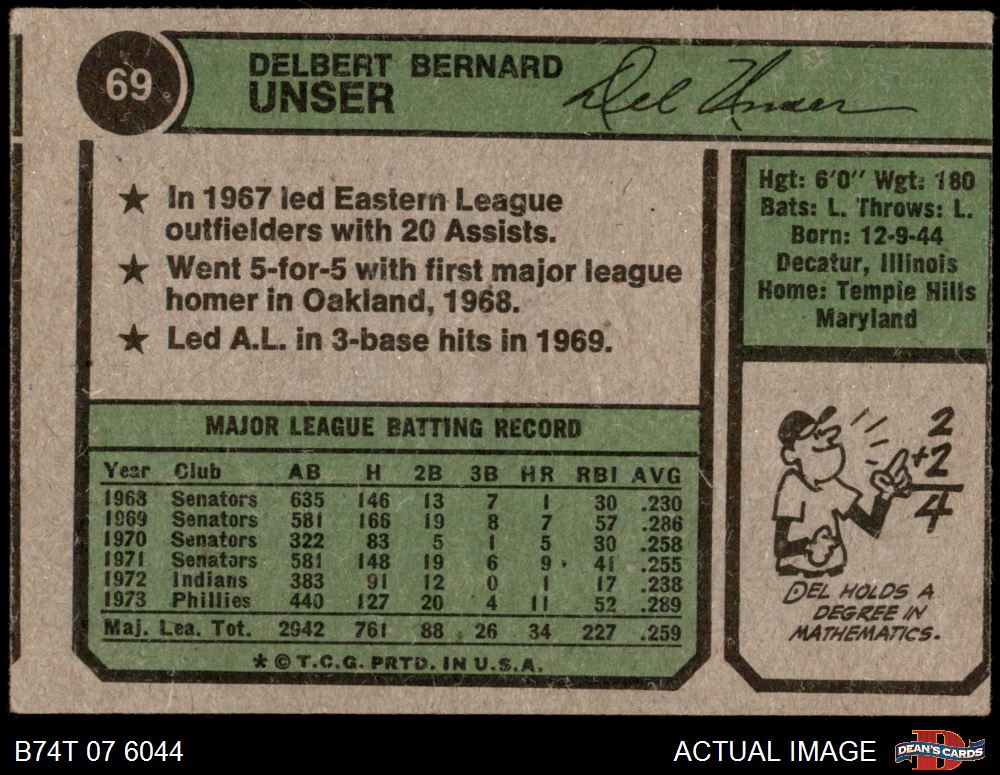 69
DELBERT BERNARD
UNSER
Del Unser
★ In 1967 led Eastern League
outfielders with 20 Assists.
★ Went 5-for-5 with first major league
homer in Oakland, 1968.
★ Led A.L. in 3-base hits in 1969.
Hgt: 6'0" Wgt: 180
Bats: L. Throws: L.
Born: 12-9-44
Decatur, Illinois
Home: Temple Hills
Maryland
MAJOR LEAGUE BATTING RECORD
Year Club AB H 2B 3B HR RBI AVG
1968 Senators 635 146 13 7 1 30 .230
1969 Senators 581 166 19 8 7 57 .286
1970 Senators 322 83 5 1 5 30 .258
1971 Senators 581 148 19 6 9 41 .255
1972 Indians 383 91 12 0 1 17 .238
1973 Phillies 440 127 20 4 11 52 .289
Maj. Lea. Tot. 2942 761 88 26 34 227 .259
* © T.C.G. PRTD. IN U.S.A.
2
+2
4
DEL HOLDS A
DEGREE IN
MATHEMATICS.
B74T 07 6044
ACTUAL IMAGE
DEAN'S CARDS